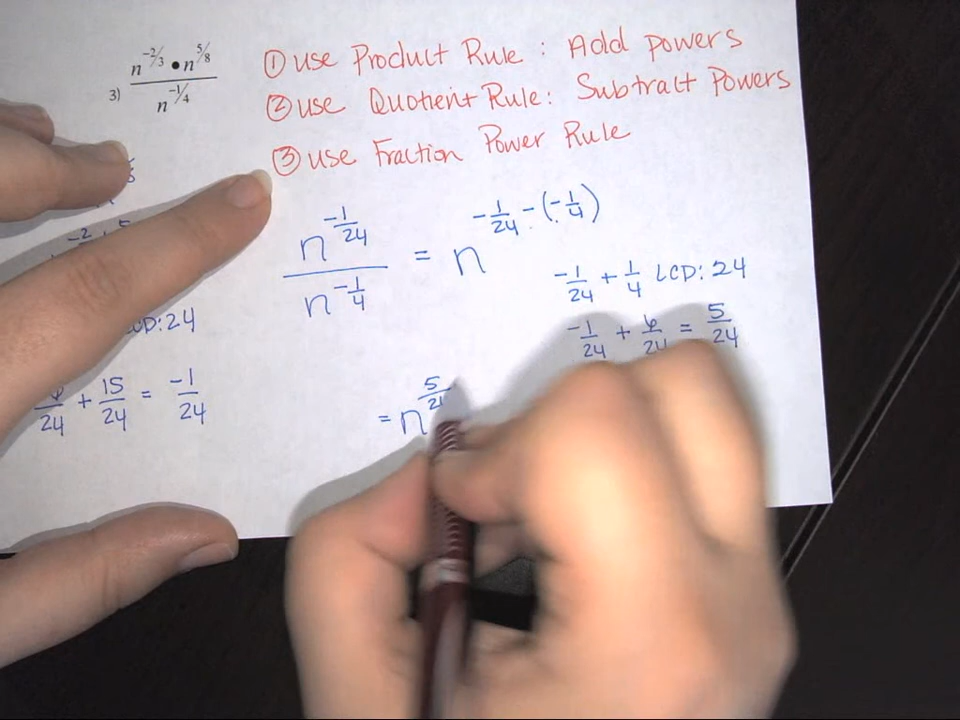 3) n^{-2/3} • n^{5/8} / n^{-1/4}
① use Product Rule : Add powers
② use Quotient Rule: Subtract Powers
③ use Fraction Power Rule
n^{-1/24} / n^{-1/4} = n^{-1/24 - (-1/4)}
-1/24 + 1/4 LCD: 24
-1/24 + 6/24 = 5/24
:24
/24 + 15/24 = -1/24
= n^{5/24}